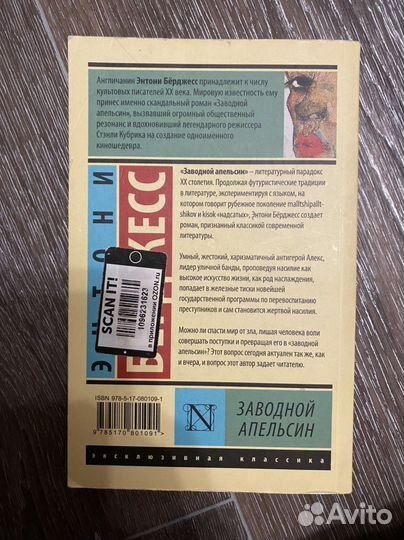 Англичанин Энтони Бёрджесс принадлежит к числу
культовых писателей XX века. Мировую известность ему
принес именно скандальный роман «Заводной
апельсин», вызвавший огромный общественный
резонанс и вдохновивший легендарного режиссера
Стэнли Кубрика на создание одноименного
киношедевра.
«Заводной апельсин» – литературный парадокс
XX столетия. Продолжая футуристические традиции
в литературе, экспериментируя с языком, на
котором говорит рубежное поколение malltshipallt-
shikov и kisok «надсатых», Энтони Бёрджесс создает
роман, признанный классикой современной
литературы.
Умный, жестокий, харизматичный антигерой Алекс,
лидер уличной банды, проповедуя насилие как
высокое искусство жизни, как род наслаждения,
попадает в железные тиски новейшей
государственной программы по перевоспитанию
преступников и сам становится жертвой насилия.
Можно ли спасти мир от зла, лишая человека воли
совершать поступки и превращая его в «заводной
апельсин»? Этот вопрос сегодня актуален так же, как
и вчера, и вопрос этот автор задает читателю.
ЭНТОНИ
SCAN IT!
1096231623
в приложении OZON.ru
ISBN 978-5-17-080109-1
9 785170 801091 >
N
ЗАВОДНОЙ
АПЕЛЬСИН
эксклюзивная классика
Avito